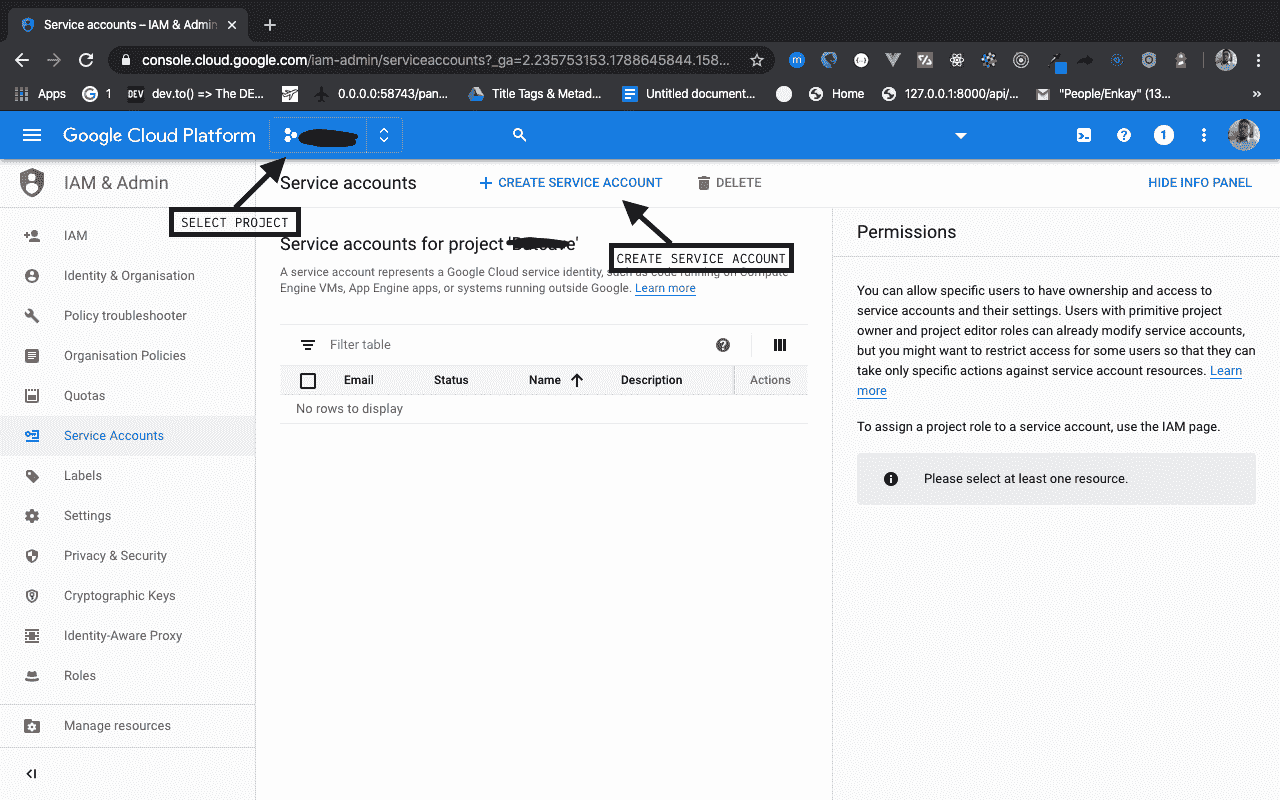 Service accounts – IAM & Admin
console.cloud.google.com/iam-admin/serviceaccounts?_ga=2.235753153.1788645844.158...
m
Apps
G 1
DEV dev.to() => The DE...
0.0.0.0:58743/pan...
Title Tags & Metad...
Untitled document...
Home
127.0.0.1:8000/api/...
"People/Enkay" (13...
»
Google Cloud Platform
1
IAM & Admin
Service accounts
CREATE SERVICE ACCOUNT
DELETE
HIDE INFO PANEL
SELECT PROJECT
CREATE SERVICE ACCOUNT
IAM
Identity & Organisation
Policy troubleshooter
Organisation Policies
Quotas
Service Accounts
Labels
Settings
Privacy & Security
Cryptographic Keys
Identity-Aware Proxy
Roles
Manage resources
Service accounts for project
A service account represents a Google Cloud service identity, such as code running on Compute
Engine VMs, App Engine apps, or systems running outside Google. Learn more
Filter table
Email Status Name Description Actions
No rows to display
Permissions
You can allow specific users to have ownership and access to
service accounts and their settings. Users with primitive project
owner and project editor roles can already modify service accounts,
but you might want to restrict access for some users so that they can
take only specific actions against service account resources. Learn
more
To assign a project role to a service account, use the IAM page.
Please select at least one resource.